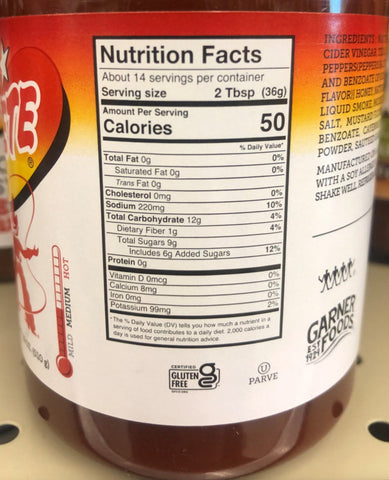 TE
®
MILD MEDIUM HOT
Nutrition Facts
About 14 servings per container
Serving size 2 Tbsp (36g)
Amount Per Serving
Calories 50
% Daily Value*
Total Fat 0g 0%
Saturated Fat 0g 0%
Trans Fat 0g
Cholesterol 0mg 0%
Sodium 220mg 10%
Total Carbohydrate 12g 4%
Dietary Fiber 1g 4%
Total Sugars 9g
Includes 6g Added Sugars 12%
Protein 0g
Vitamin D 0mcg 0%
Calcium 8mg 0%
Iron 0mg 0%
Potassium 99mg 2%
*The % Daily Value (DV) tells you how much a nutrient in a
serving of food contributes to a daily diet. 2,000 calories a
day is used for general nutrition advice.
CERTIFIED
GLUTEN
FREE
U
PARVE
INGREDIENTS:
CIDER VINEGAR
PEPPERS
AND BENZOATE
FLAVOR)) HONEY
LIQUID SMOKE
SALT, MUSTARD
BENZOATE
POWDER
MANUFACTURED
WITH A SOY
SHAKE WELL
GARNER
EST. 1929
FOODS